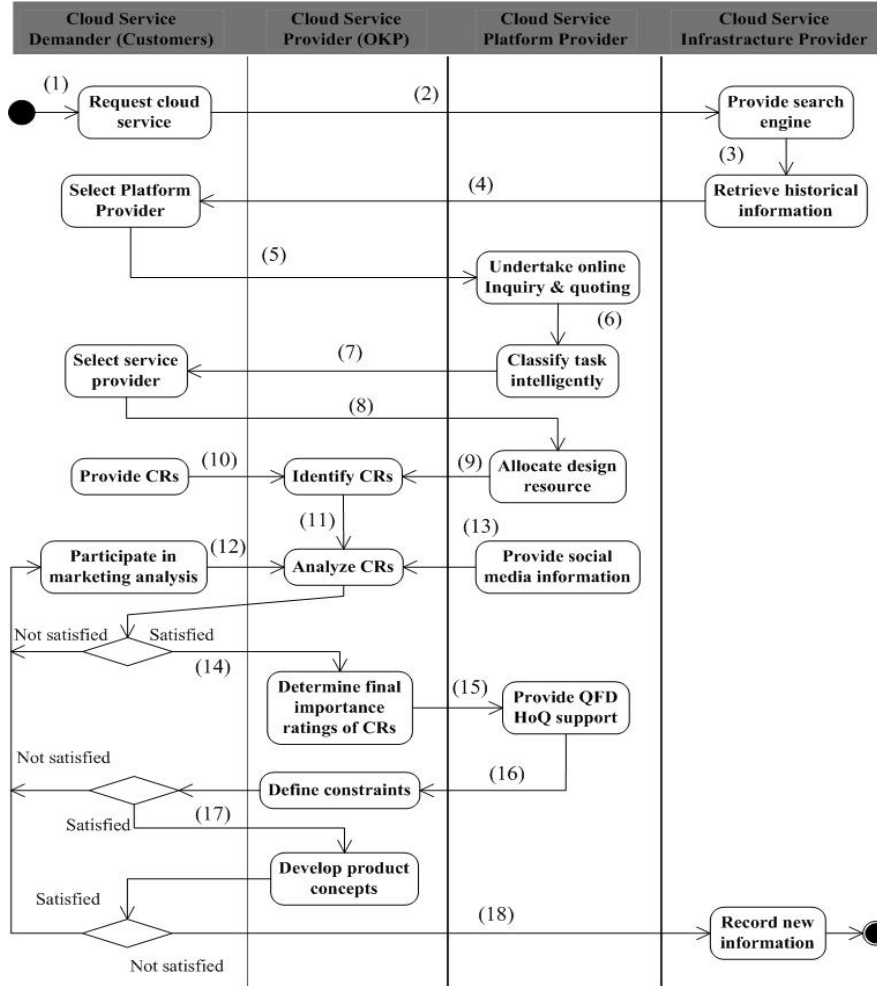 Cloud Service
Demander (Customers)
Cloud Service
Provider (OKP)
Cloud Service
Platform Provider
Cloud Service
Infrastracture Provider
(1)
Request cloud
service
(2)
Provide search
engine
(3)
Select Platform
Provider
(4)
Retrieve historical
information
(5)
Undertake online
Inquiry & quoting
(6)
Select service
provider
(7)
Classify task
intelligently
(8)
Provide CRs
(10)
Identify CRs
(9)
Allocate design
resource
(11)
(13)
Participate in
marketing analysis
(12)
Analyze CRs
Provide social
media information
Not satisfied
Satisfied
(14)
Determine final
importance
ratings of CRs
(15)
Provide QFD
HoQ support
Not satisfied
(16)
Define constraints
Satisfied
(17)
Develop product
concepts
Satisfied
(18)
Record new
information
Not satisfied